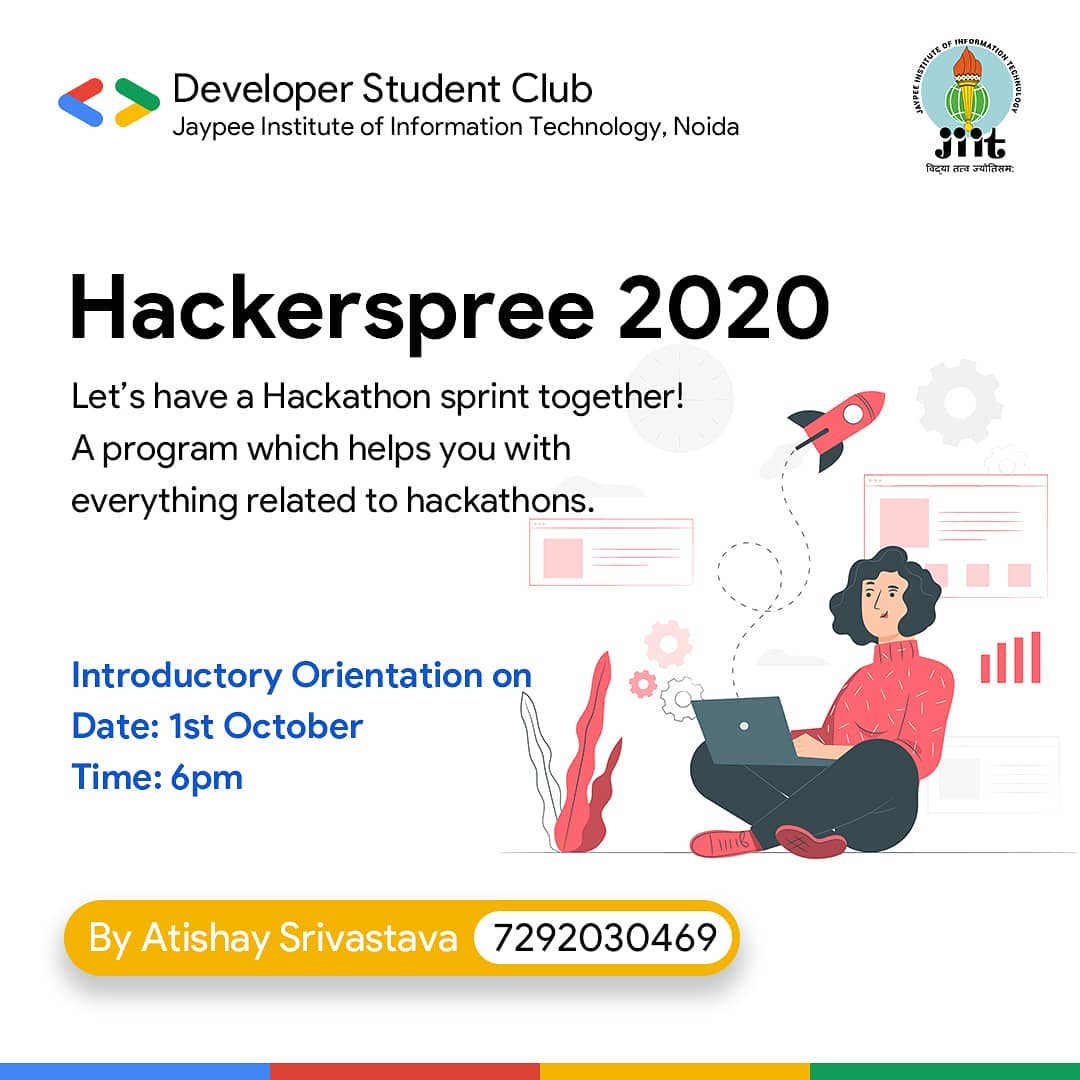 Developer Student Club
Jaypee Institute of Information Technology, Noida
JAYPEE INSTITUTE OF INFORMATION TECHNOLOGY
jiit
विद्या तत्व ज्योतिसम:
Hackerspree 2020
Let’s have a Hackathon sprint together!
A program which helps you with
everything related to hackathons.
Introductory Orientation on
Date: 1st October
Time: 6pm
By Atishay Srivastava 7292030469